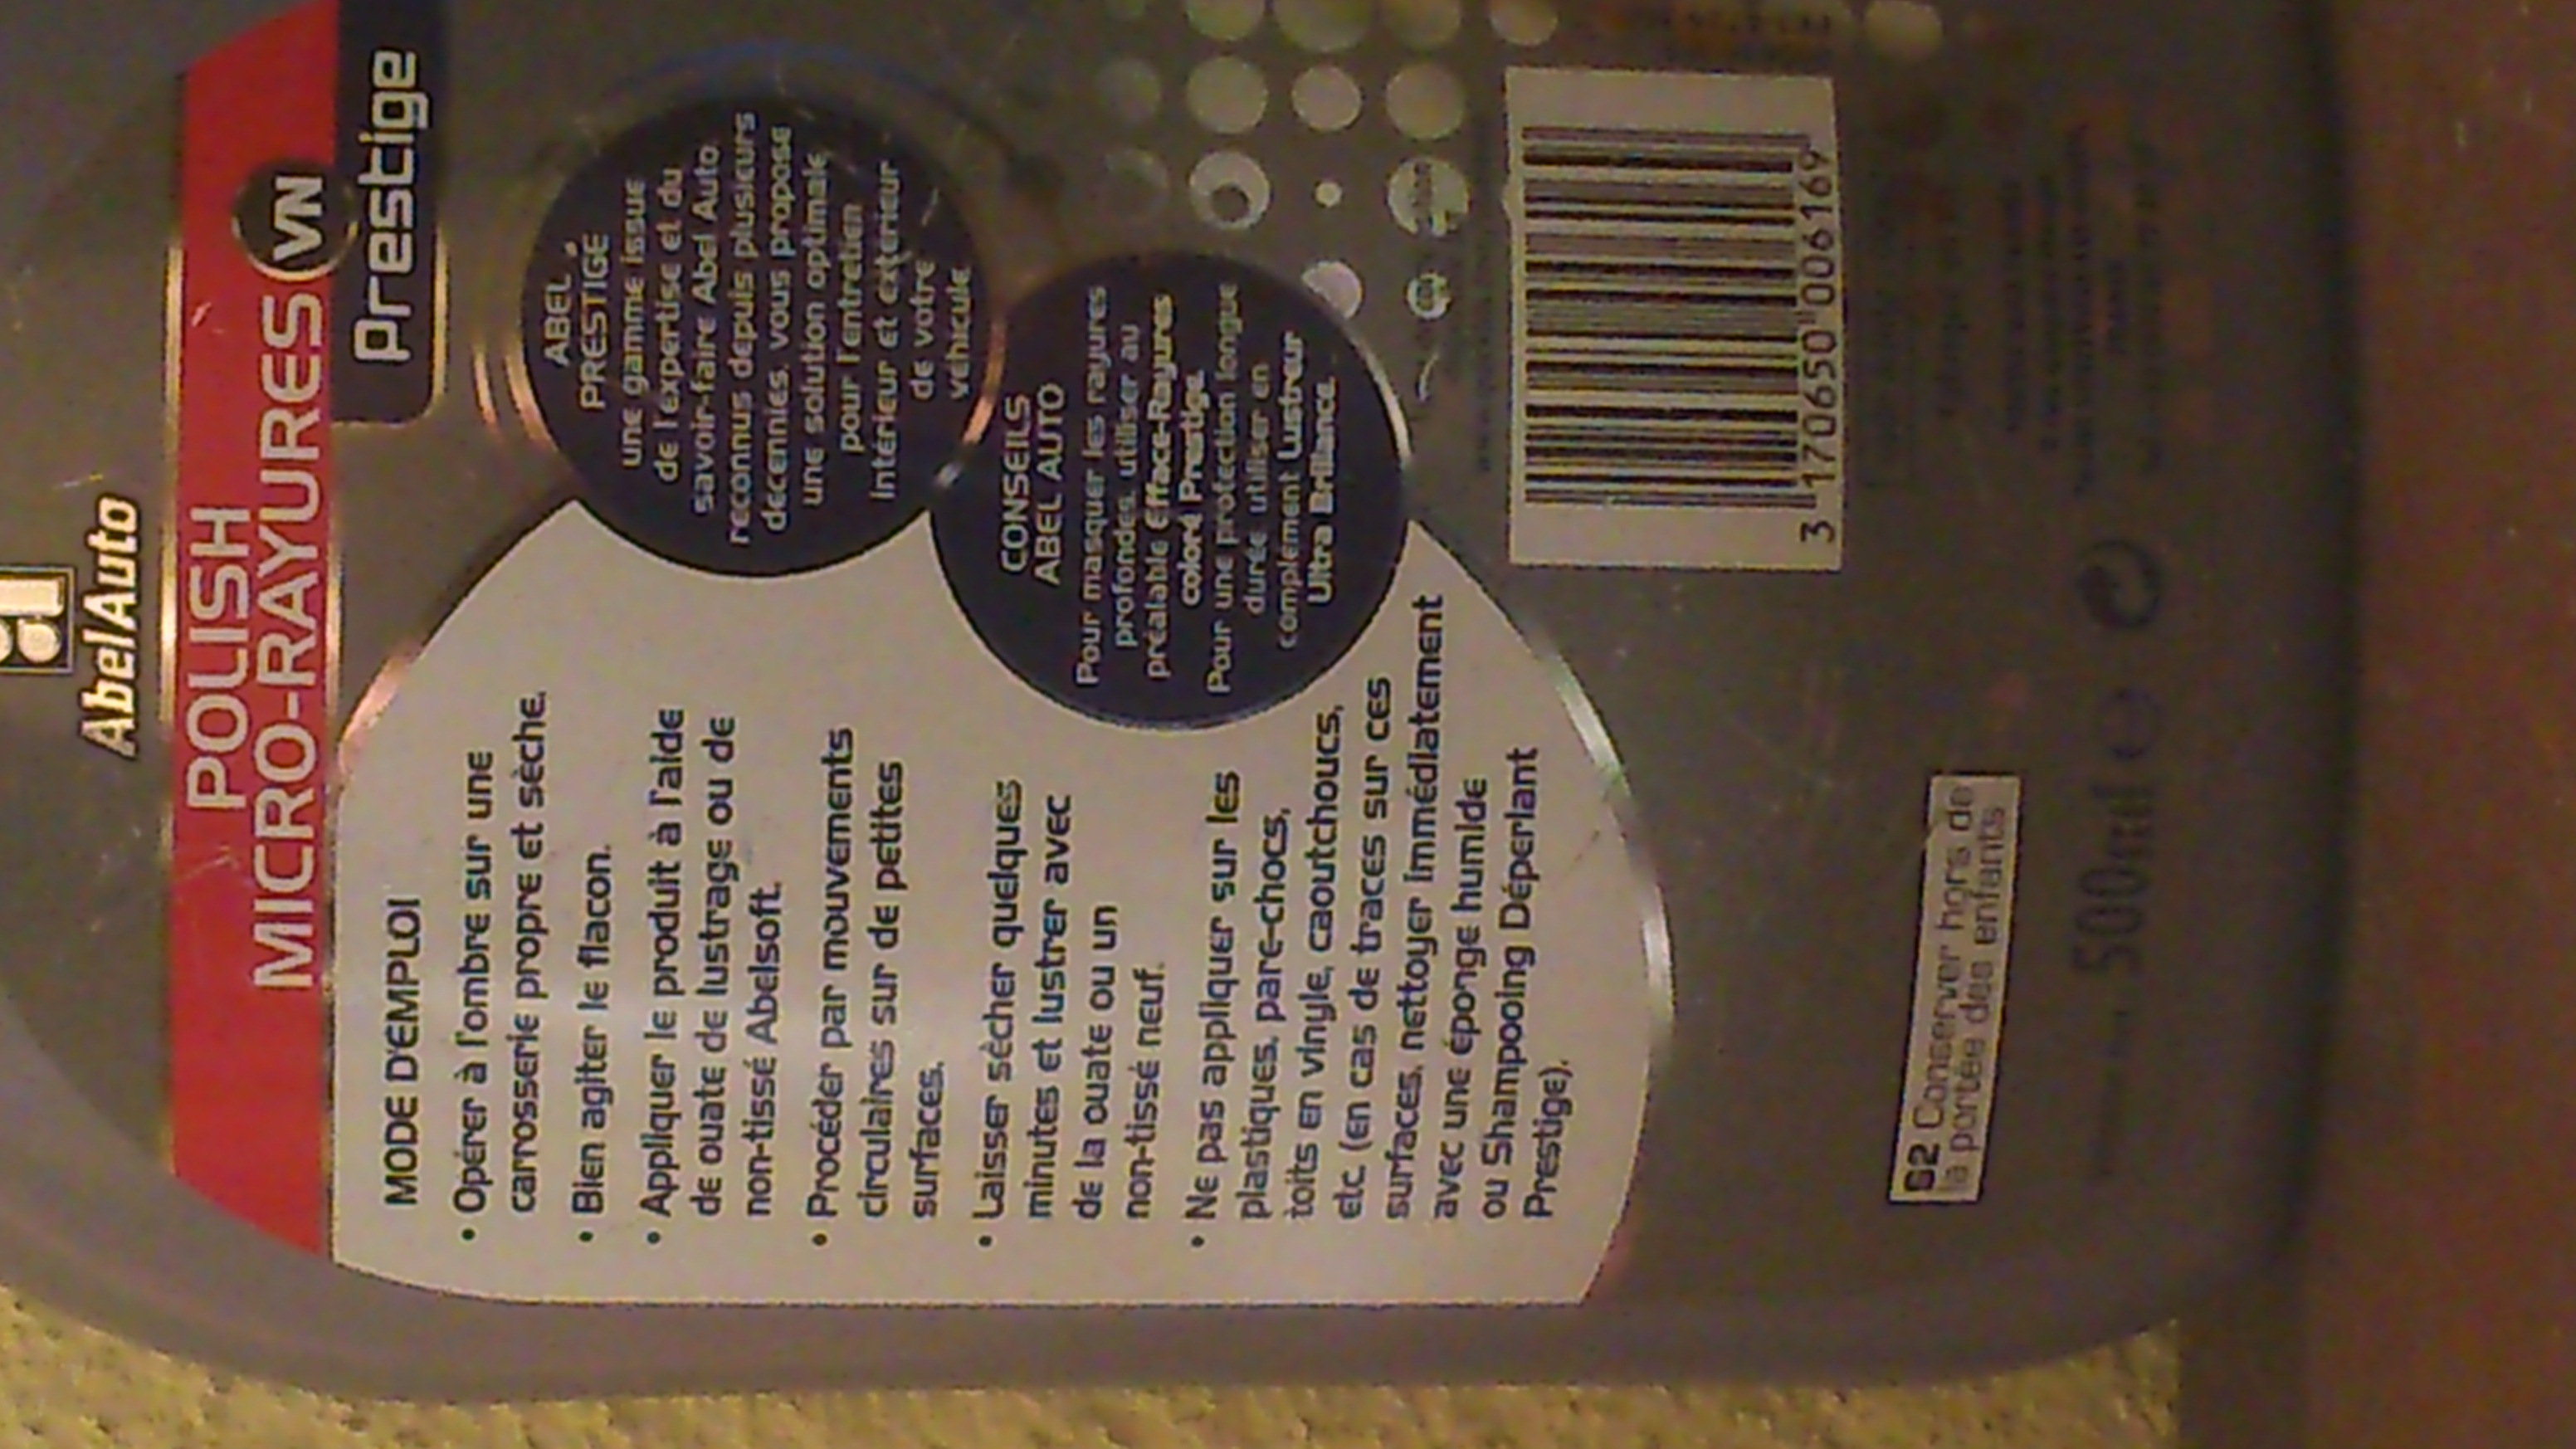 a
AbelAuto
POLISH
MICRO-RAYURES VN
Prestige
MODE D'EMPLOI
• Opérer à l'ombre sur une
carrosserie propre et sèche.
• Bien agiter le flacon.
• Appliquer le produit à l'aide
de ouate de lustrage ou de
non-tissé Abelsoft.
• Procéder par mouvements
circulaires sur de petites
surfaces.
• Laisser sècher quelques
minutes et lustrer avec
de la ouate ou un
non-tissé neuf.
• Ne pas appliquer sur les
plastiques, pare-chocs,
toits en vinyle, caoutchoucs,
etc. (en cas de traces sur ces
surfaces, nettoyer immédiatement
avec une éponge humide
ou Shampooing Déperlant
Prestige).
ABEL
PRESTIGE
une gamme issue
de l'expertise et du
savoir-faire Abel Auto,
reconnus depuis plusieurs
décennies, vous propose
une solution optimale
pour l'entretien
intérieur et extérieur
de votre
véhicule
CONSEILS
ABEL AUTO
Pour masquer les rayures
profondes, utiliser au
préalable Efface-Rayures
coloré Prestige.
Pour une protection longue
durée utiliser en
complément Lustreur
Ultra Brillance.
3 170650 006169
S2 Conserver hors de
la portée des enfants
500ml e